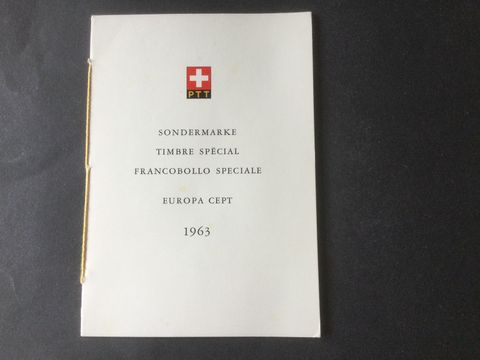 PTT
SONDERMARKE
TIMBRE SPÉCIAL
FRANCOBOLLO SPECIALE
EUROPA CEPT
1963